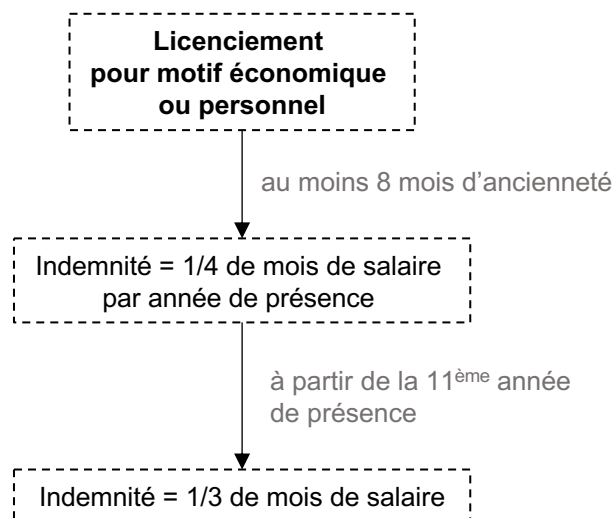 Licenciement
pour motif économique
ou personnel
au moins 8 mois d’ancienneté
Indemnité = 1/4 de mois de salaire
par année de présence
à partir de la 11ème année
de présence
Indemnité = 1/3 de mois de salaire